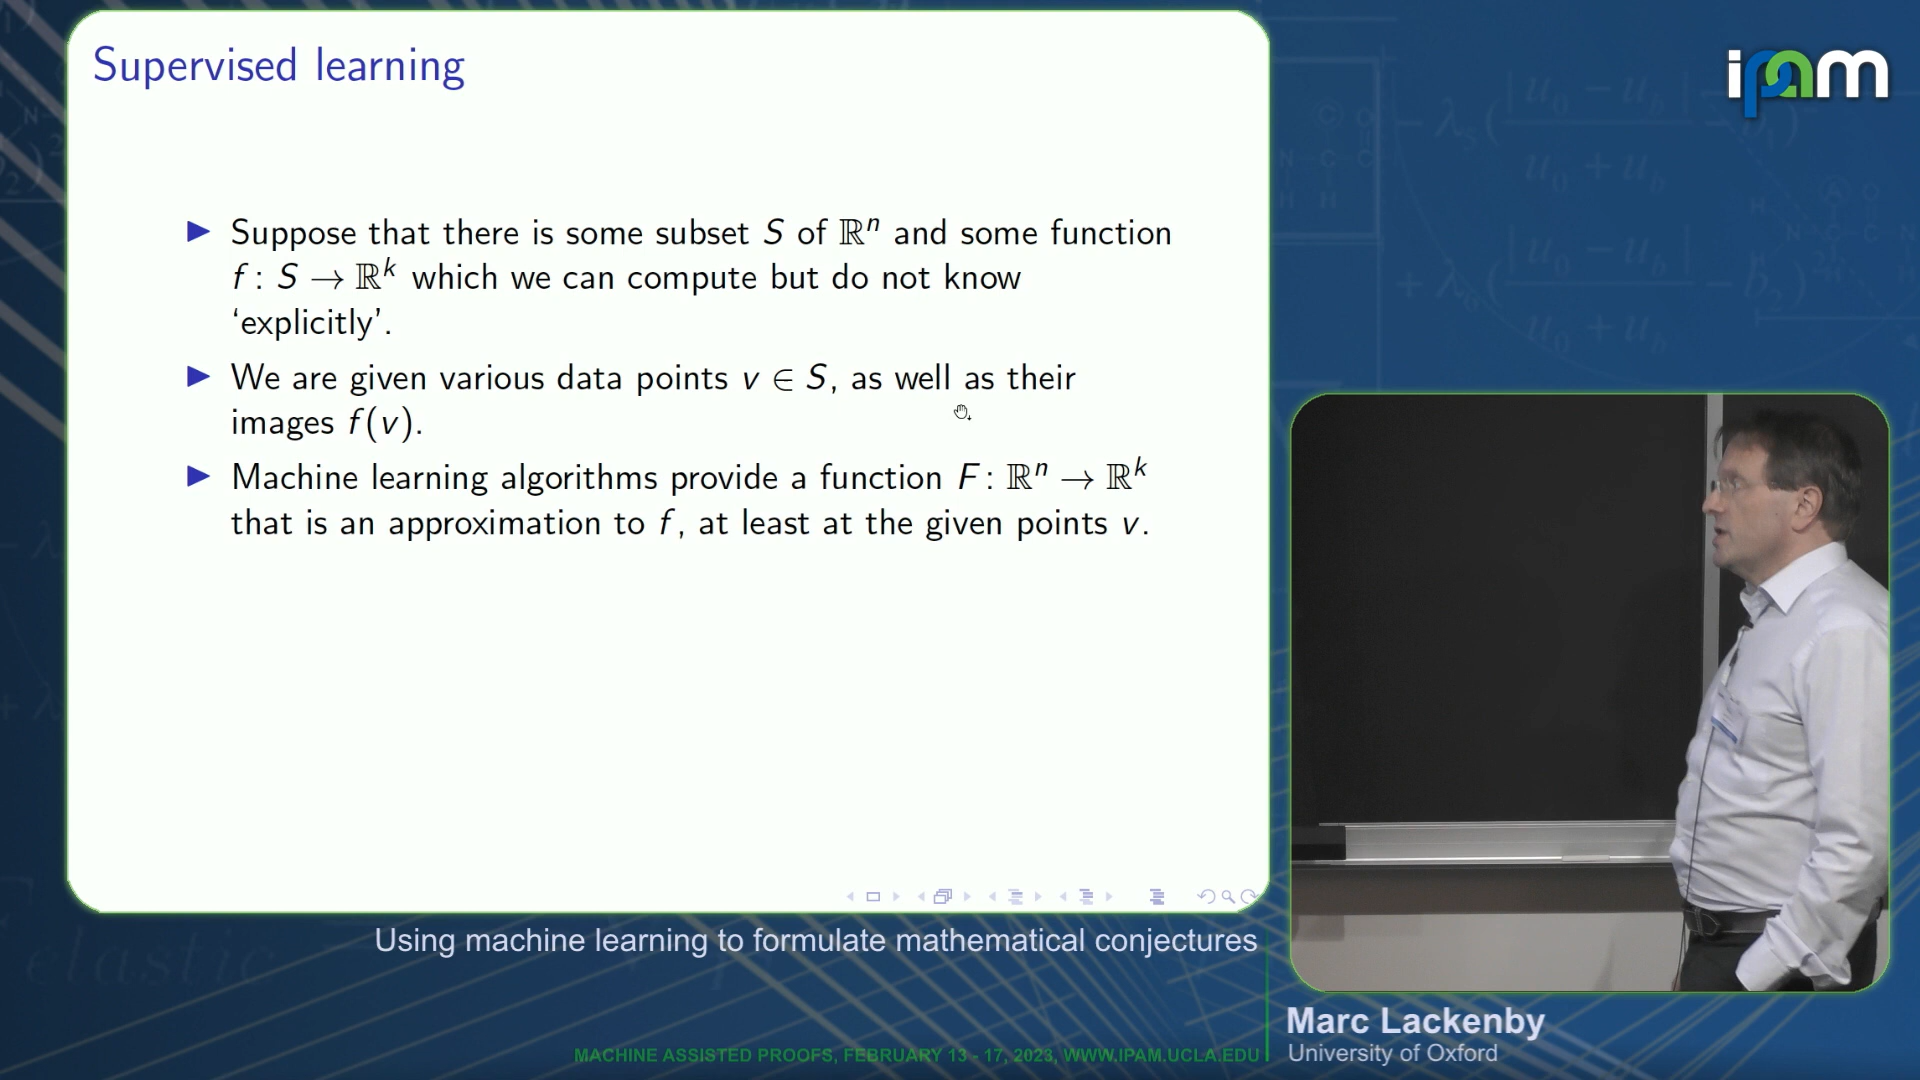 Supervised learning
ipam
▶ Suppose that there is some subset S of ℝⁿ and some function
f : S → ℝᵏ which we can compute but do not know
‘explicitly’.
▶ We are given various data points v ∈ S, as well as their
images f(v).
▶ Machine learning algorithms provide a function F : ℝⁿ → ℝᵏ
that is an approximation to f, at least at the given points v.
Using machine learning to formulate mathematical conjectures
Marc Lackenby
University of Oxford
MACHINE ASSISTED PROOFS, FEBRUARY 13 - 17, 2023, WWW.IPAM.UCLA.EDU
elastic